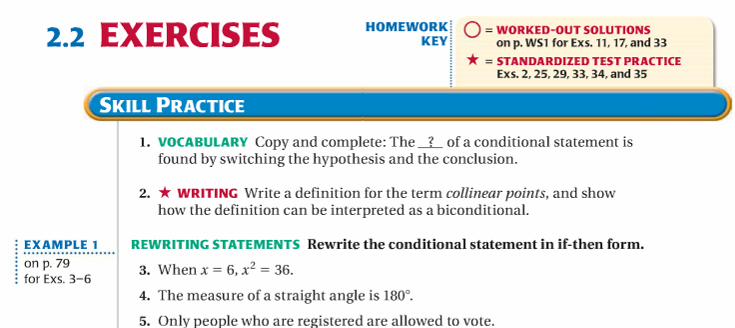 2.2 EXERCISES
HOMEWORK KEY
○ = WORKED-OUT SOLUTIONS
on p. WS1 for Exs. 11, 17, and 33
★ = STANDARDIZED TEST PRACTICE
Exs. 2, 25, 29, 33, 34, and 35
SKILL PRACTICE
1. VOCABULARY Copy and complete: The ? of a conditional statement is
found by switching the hypothesis and the conclusion.
2. ★ WRITING Write a definition for the term collinear points, and show
how the definition can be interpreted as a biconditional.
EXAMPLE 1
on p. 79
for Exs. 3–6
REWRITING STATEMENTS Rewrite the conditional statement in if-then form.
3. When x = 6, x² = 36.
4. The measure of a straight angle is 180°.
5. Only people who are registered are allowed to vote.